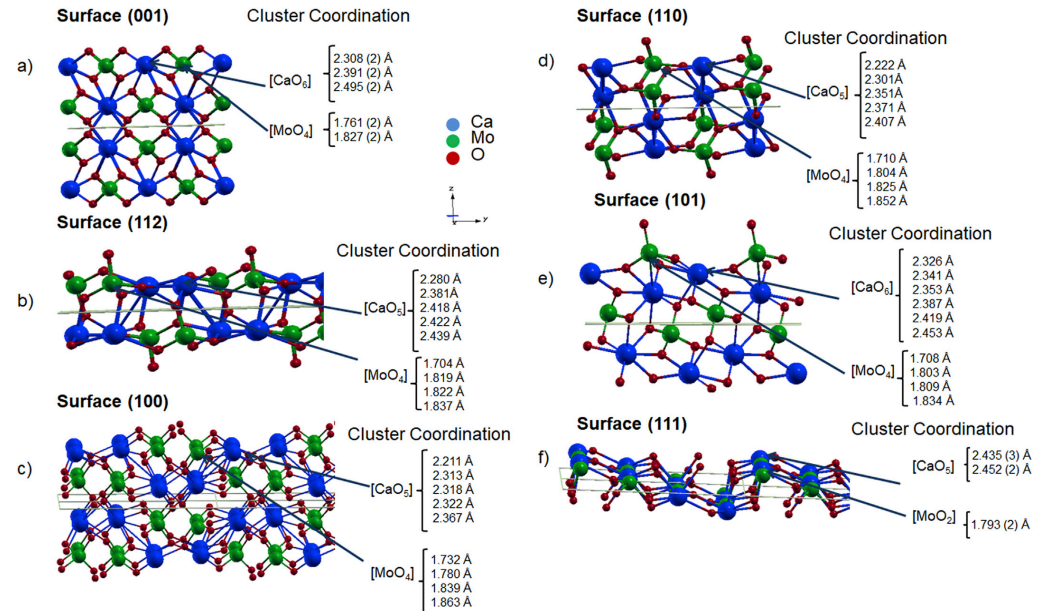 Surface (001)
Cluster Coordination
a)
[CaO6]
2.308 (2) Å
2.391 (2) Å
2.495 (2) Å
[MoO4]
1.761 (2) Å
1.827 (2) Å
Ca
Mo
O
z
x
y
Surface (112)
Cluster Coordination
b)
[CaO5]
2.280 Å
2.381 Å
2.418 Å
2.422 Å
2.439 Å
[MoO4]
1.704 Å
1.819 Å
1.822 Å
1.837 Å
Surface (100)
Cluster Coordination
c)
[CaO5]
2.211 Å
2.313 Å
2.318 Å
2.322 Å
2.367 Å
[MoO4]
1.732 Å
1.780 Å
1.839 Å
1.863 Å
Surface (110)
Cluster Coordination
d)
[CaO5]
2.222 Å
2.301Å
2.351Å
2.371 Å
2.407 Å
[MoO4]
1.710 Å
1.804 Å
1.825 Å
1.852 Å
Surface (101)
Cluster Coordination
e)
[CaO6]
2.326 Å
2.341 Å
2.353 Å
2.387 Å
2.419 Å
2.453 Å
[MoO4]
1.708 Å
1.803 Å
1.809 Å
1.834 Å
Surface (111)
Cluster Coordination
f)
[CaO5]
2.435 (3) Å
2.452 (2) Å
[MoO2]
1.793 (2) Å